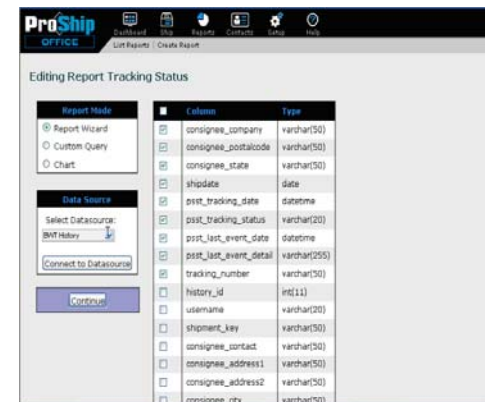 ProShip
OFFICE
Dashboard Ship Reports Contacts Setup Help
List Reports Create Report
Editing Report Tracking Status
Report Mode
Report Wizard
Custom Query
Chart
Data Source
Select Datasource:
BWT History
Connect to Datasource
Continue
Column Type
consignee_company varchar(50)
consignee_postalcode varchar(50)
consignee_state varchar(50)
shipdate date
psst_tracking_date datetime
psst_tracking_status varchar(20)
psst_last_event_date datetime
psst_last_event_detail varchar(255)
tracking_number varchar(50)
history_id int(11)
username varchar(20)
shipment_key varchar(50)
consignee_contact varchar(50)
consignee_address1 varchar(50)
consignee_address2 varchar(50)
consignee_city varchar(50)